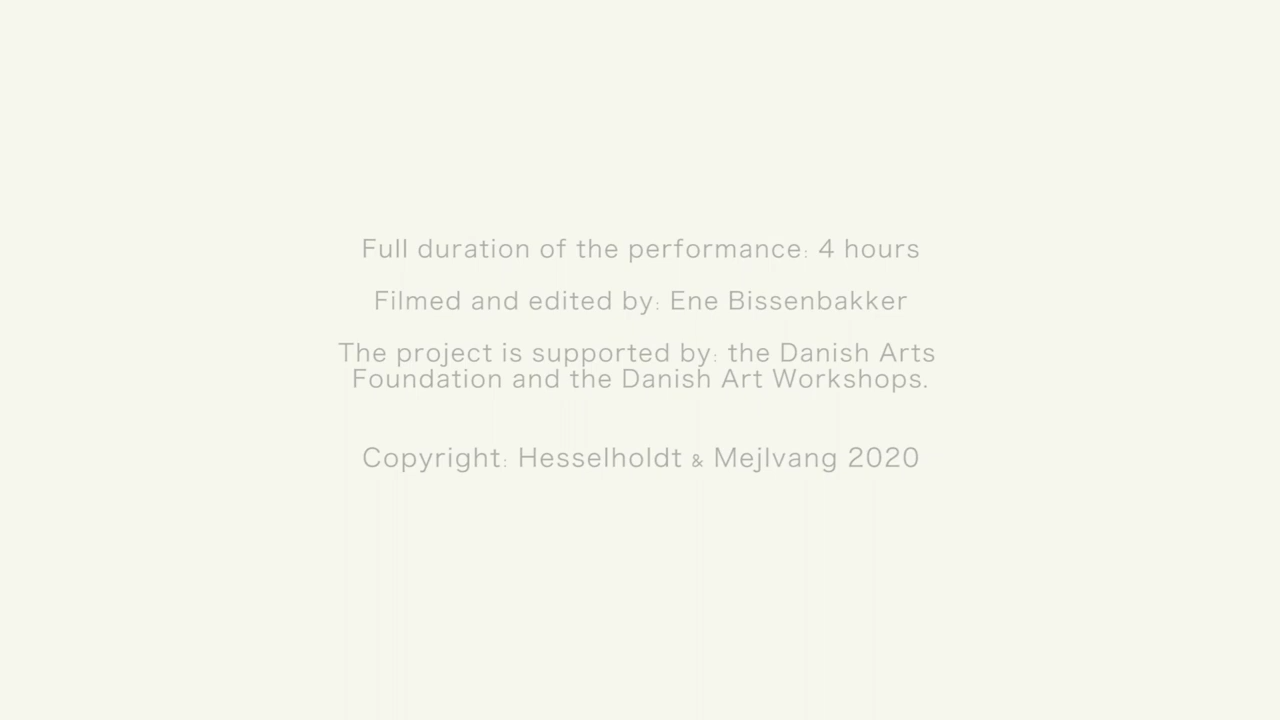 Full duration of the performance: 4 hours
Filmed and edited by: Ene Bissenbakker
The project is supported by: the Danish Arts
Foundation and the Danish Art Workshops.
Copyright: Hesselholdt & Mejlvang 2020